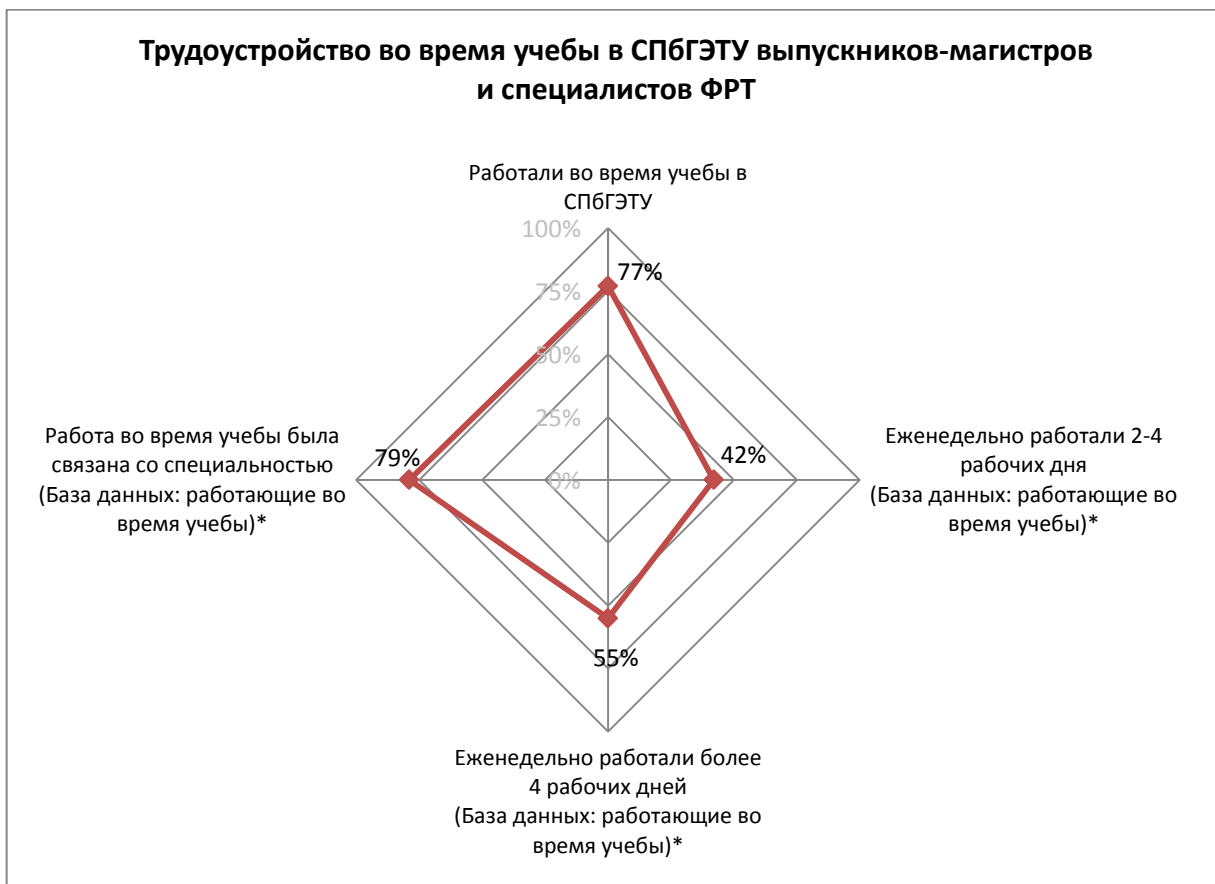 Трудоустройство во время учебы в СПбГЭТУ выпускников-магистров
и специалистов ФРТ
Работали во время учебы в
СПбГЭТУ
100%
77%
75%
50%
25%
0%
Работа во время учебы была
связана со специальностью
(База данных: работающие во
время учебы)*
79%
42%
Еженедельно работали 2-4
рабочих дня
(База данных: работающие во
время учебы)*
55%
Еженедельно работали более
4 рабочих дней
(База данных: работающие во
время учебы)*